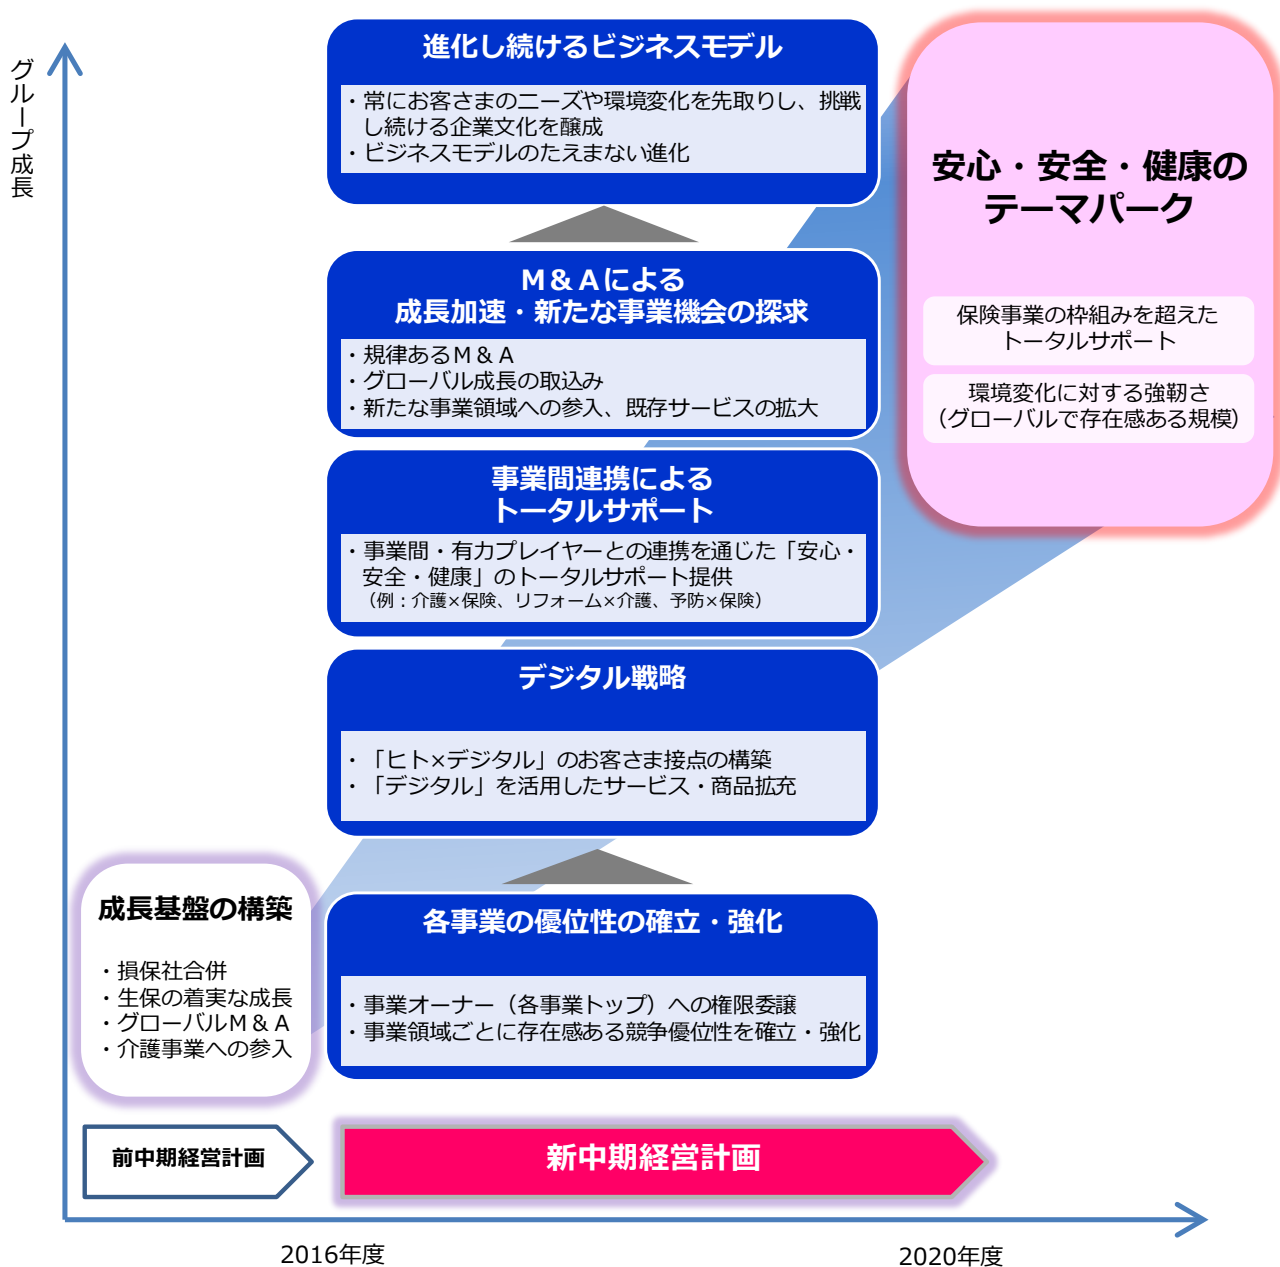 グループ成長
進化し続けるビジネスモデル
・常にお客さまのニーズや環境変化を先取りし、挑戦
し続ける企業文化を醸成
・ビジネスモデルのたえまない進化
M＆Aによる
成長加速・新たな事業機会の探求
・規律あるM＆A
・グローバル成長の取込み
・新たな事業領域への参入、既存サービスの拡大
事業間連携による
トータルサポート
・事業間・有力プレイヤーとの連携を通じた「安心・
安全・健康」のトータルサポート提供
（例：介護×保険、リフォーム×介護、予防×保険）
デジタル戦略
・「ヒト×デジタル」のお客さま接点の構築
・「デジタル」を活用したサービス・商品拡充
各事業の優位性の確立・強化
・事業オーナー（各事業トップ）への権限委譲
・事業領域ごとに存在感ある競争優位性を確立・強化
安心・安全・健康の
テーマパーク
保険事業の枠組みを超えた
トータルサポート
環境変化に対する強靭さ
（グローバルで存在感ある規模）
成長基盤の構築
・損保社合併
・生保の着実な成長
・グローバルM＆A
・介護事業への参入
前中期経営計画
新中期経営計画
2016年度
2020年度